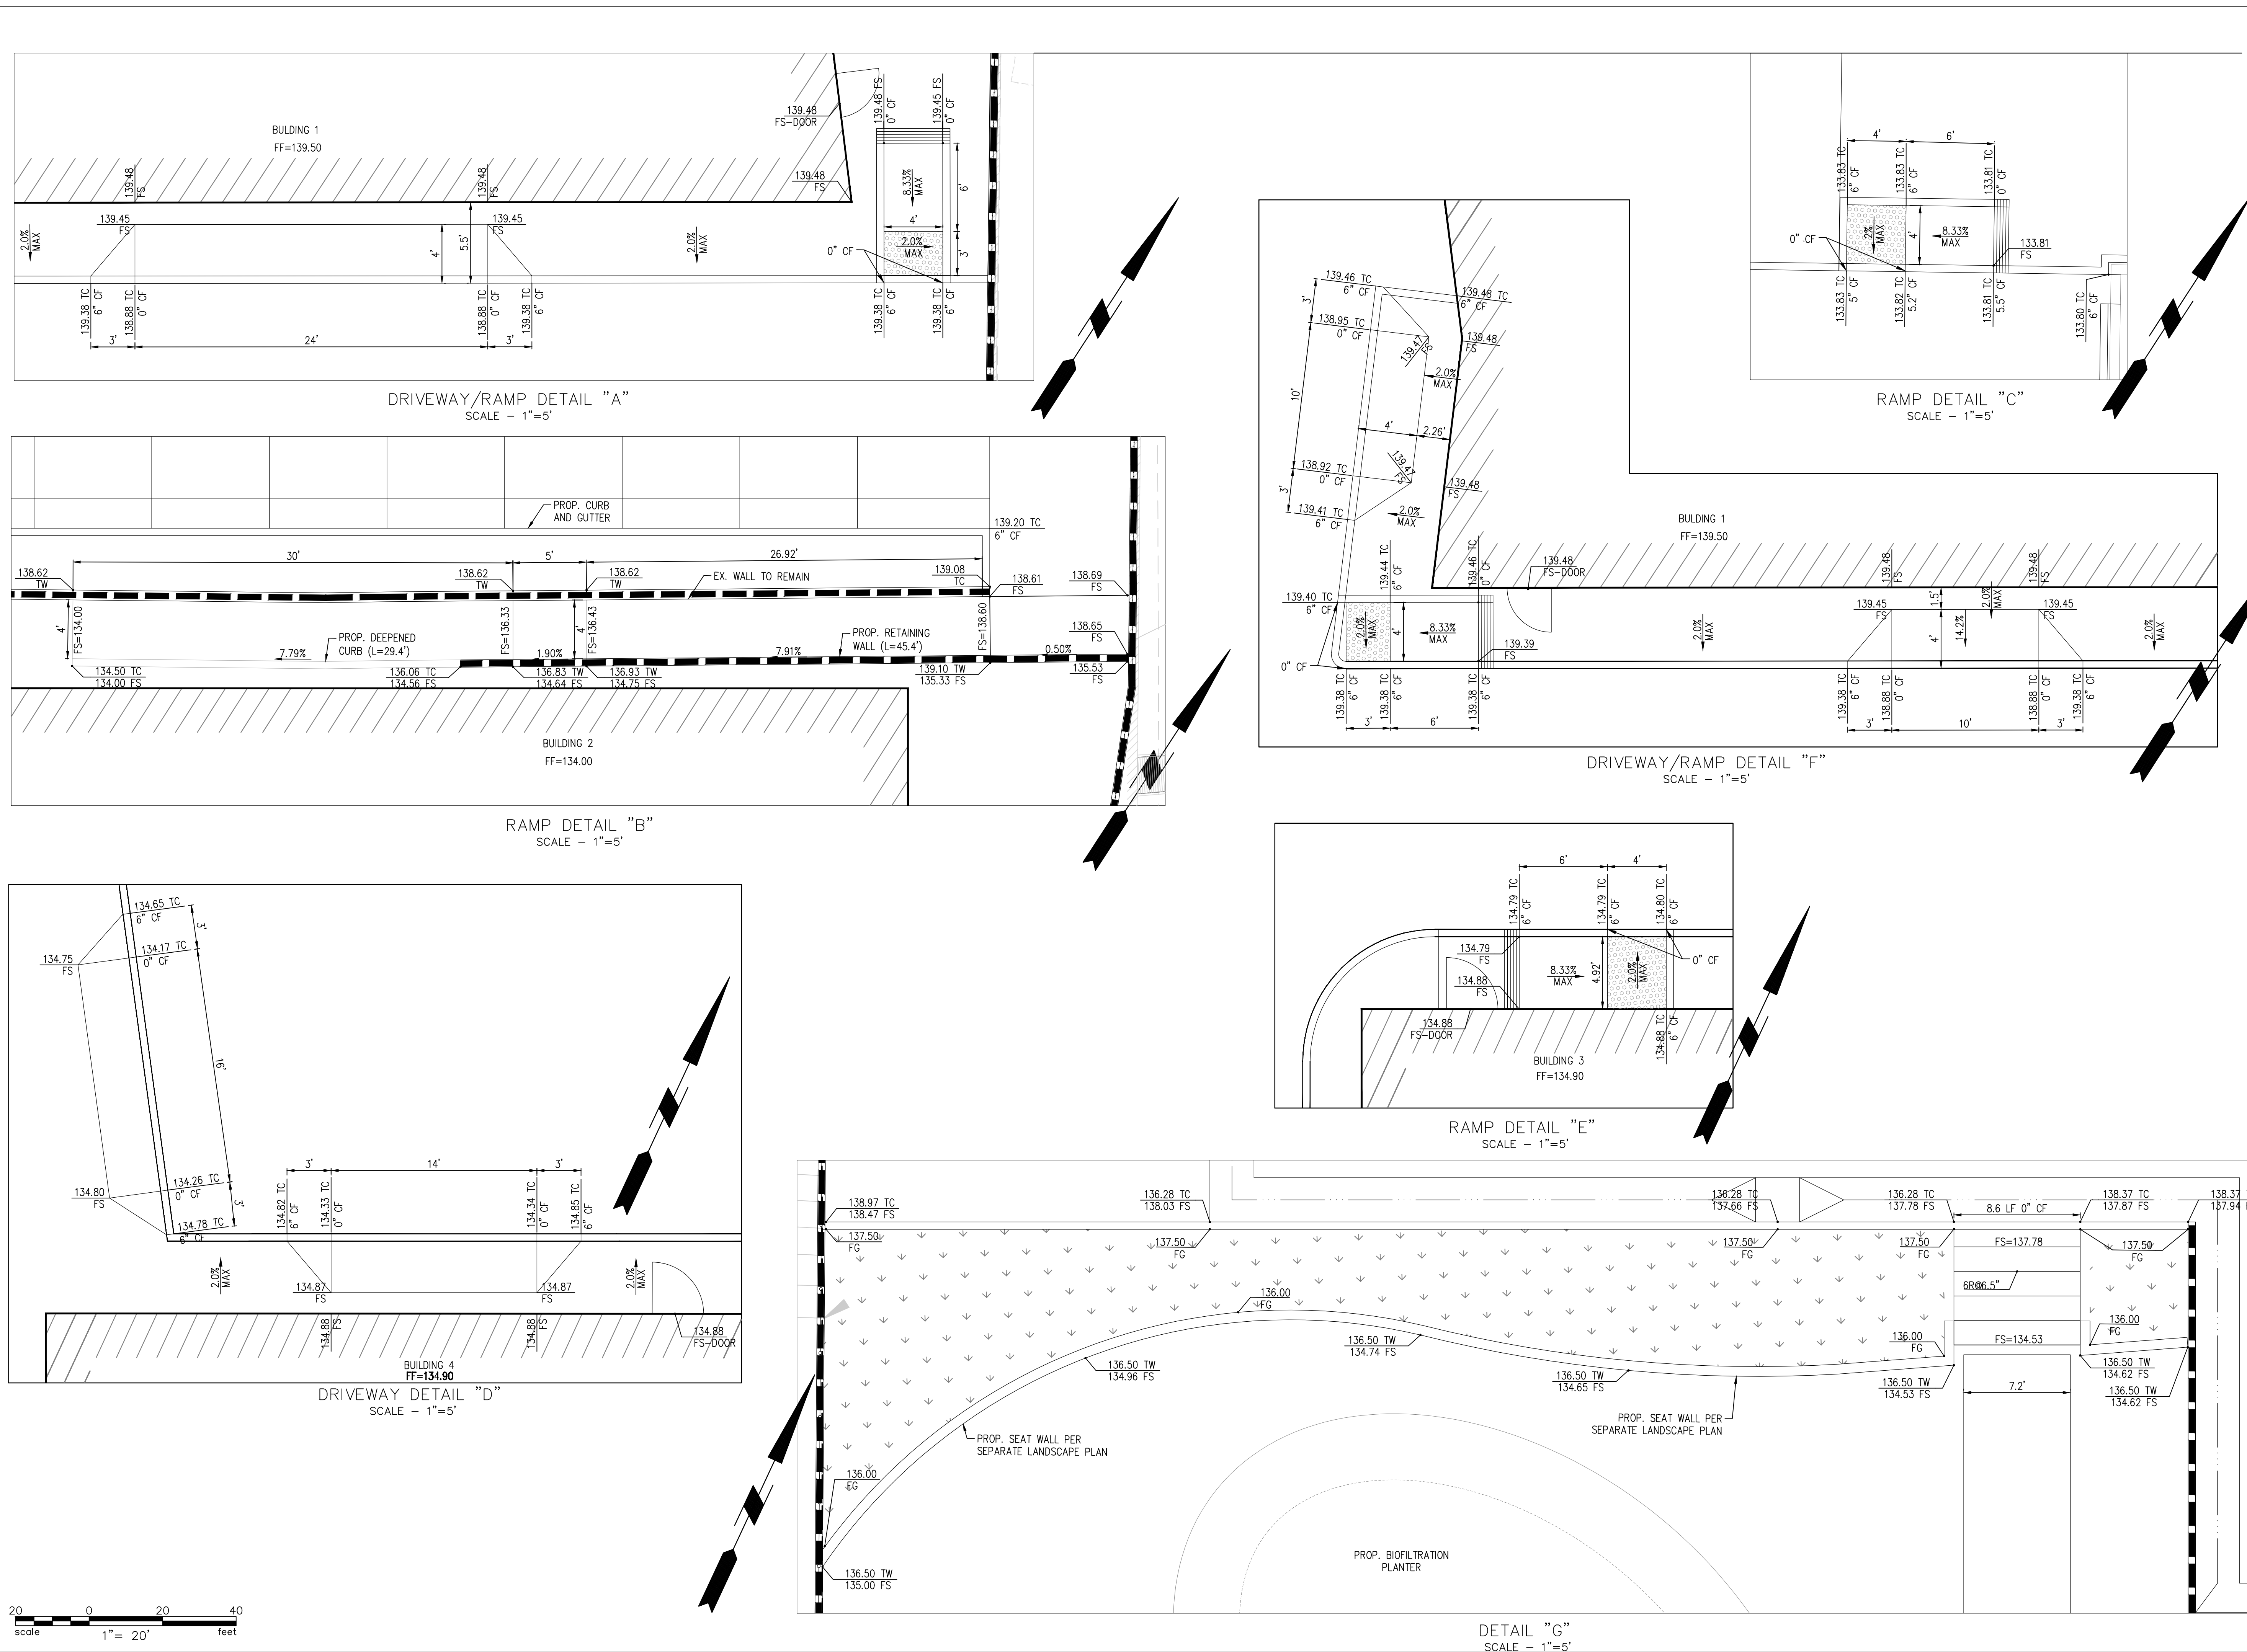 BULDING 1
FF=139.50
139.48
FS-DOOR
139.48 FS
0" CF
139.45 FS
0" CF
139.48
FS
139.48
FS
139.48
FS
8.33%
MAX
6'
2.0%
MAX
139.45
FS
4'
5.5'
139.45
FS
2.0%
MAX
4'
2.0%
MAX
0" CF
3'
139.38 TC
6" CF
138.88 TC
0" CF
138.88 TC
0" CF
139.38 TC
6" CF
139.38 TC
6" CF
139.38 TC
6" CF
3'
24'
3'
DRIVEWAY/RAMP DETAIL "A"
SCALE - 1"=5'
PROP. CURB
AND GUTTER
139.20 TC
6" CF
30'
5'
26.92'
138.62
TW
138.62
TW
138.62
TW
EX. WALL TO REMAIN
139.08
TC
138.61
FS
138.69
FS
4'
FS=134.00
FS=136.33
4'
FS=136.43
FS=138.60
138.65
FS
PROP. DEEPENED
CURB (L=29.4')
PROP. RETAINING
WALL (L=45.4')
7.79%
1.90%
7.91%
0.50%
134.50 TC
134.00 FS
136.06 TC
134.56 FS
136.83 TW
134.64 FS
136.93 TW
134.75 FS
139.10 TW
135.33 FS
135.53
FS
BUILDING 2
FF=134.00
RAMP DETAIL "B"
SCALE - 1"=5'
4'
6'
133.83 TC
6" CF
133.83 TC
6" CF
133.81 TC
0" CF
0" CF
2%
MAX
4'
8.33%
MAX
133.81
FS
133.83 TC
5" CF
133.82 TC
5.2" CF
133.81 TC
5.5" CF
133.80 TC
6" CF
RAMP DETAIL "C"
SCALE - 1"=5'
139.46 TC
6" CF
139.48 TC
6" CF
3'
138.95 TC
0" CF
139.47
FS
139.48
FS
2.0%
MAX
10'
4'
2.26'
138.92 TC
0" CF
139.47
FS
139.48
FS
3'
139.41 TC
6" CF
2.0%
MAX
BULDING 1
FF=139.50
139.44 TC
6" CF
139.46 TC
0" CF
139.48
FS-DOOR
139.48
FS
139.48
FS
139.40 TC
6" CF
2.0%
MAX
4'
8.33%
MAX
139.39
FS
0" CF
2.0%
MAX
139.45
FS
1.5'
4'
14.2%
2.0%
MAX
139.45
FS
2.0%
MAX
139.38 TC
6" CF
139.38 TC
6" CF
139.38 TC
6" CF
3'
6'
139.38 TC
6" CF
138.88 TC
0" CF
138.88 TC
0" CF
139.38 TC
6" CF
3'
10'
3'
DRIVEWAY/RAMP DETAIL "F"
SCALE - 1"=5'
134.65 TC
6" CF
3'
134.17 TC
0" CF
134.75
FS
16'
134.26 TC
0" CF
134.80
FS
3'
134.78 TC
6" CF
3'
14'
3'
134.82 TC
6" CF
134.33 TC
0" CF
134.34 TC
0" CF
134.85 TC
6" CF
2.0%
MAX
134.87
FS
134.87
FS
2.0%
MAX
134.88
FS
134.88
FS
134.88
FS-DOOR
BUILDING 4
FF=134.90
DRIVEWAY DETAIL "D"
SCALE - 1"=5'
6'
4'
134.79 TC
6" CF
134.79 TC
6" CF
134.80 TC
6" CF
134.79
FS
134.88
FS
8.33%
MAX
4.92'
2.0%
MAX
0" CF
134.88
FS-DOOR
134.88 TC
6" CF
BUILDING 3
FF=134.90
RAMP DETAIL "E"
SCALE - 1"=5'
138.97 TC
138.47 FS
136.28 TC
138.03 FS
136.28 TC
137.66 FS
136.28 TC
137.78 FS
8.6 LF 0" CF
138.37 TC
137.87 FS
138.37
137.94
137.50
FG
137.50
FG
137.50
FG
137.50
FG
FS=137.78
137.50
FG
6R@6.5"
136.00
FG
136.00
FG
FS=134.53
136.00
FG
136.50 TW
134.96 FS
136.50 TW
134.74 FS
136.50 TW
134.65 FS
136.50 TW
134.53 FS
136.50 TW
134.62 FS
136.50 TW
134.62 FS
7.2'
PROP. SEAT WALL PER
SEPARATE LANDSCAPE PLAN
PROP. SEAT WALL PER
SEPARATE LANDSCAPE PLAN
136.00
FG
PROP. BIOFILTRATION
PLANTER
136.50 TW
135.00 FS
DETAIL "G"
SCALE - 1"=5'
20 0 20 40
scale 1"= 20' feet